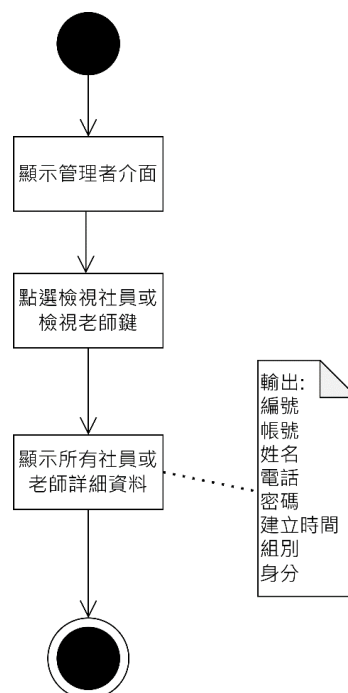 顯示管理者介面
點選檢視社員或
檢視老師鍵
顯示所有社員或
老師詳細資料
輸出:
編號
帳號
姓名
電話
密碼
建立時間
組別
身分